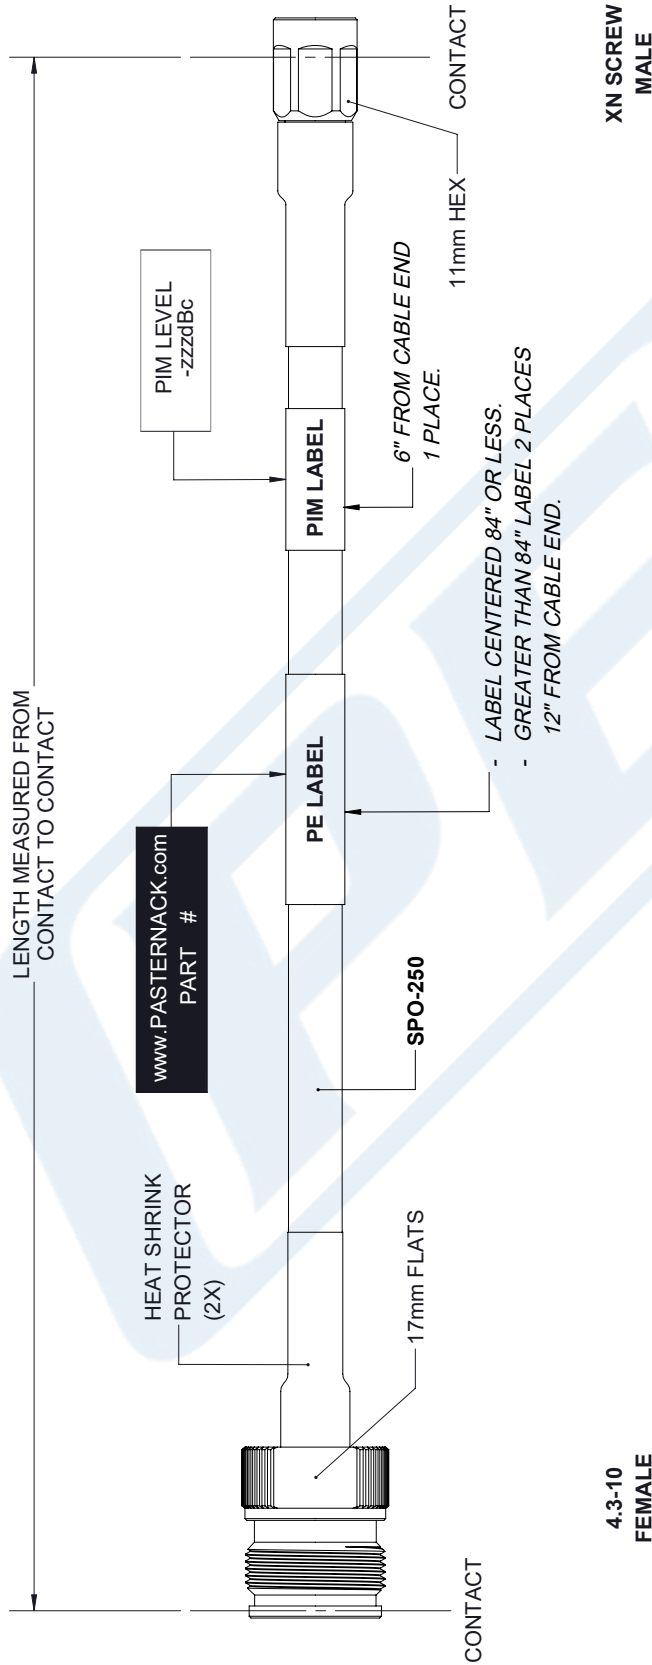 LENGTH MEASURED FROM
CONTACT TO CONTACT
HEAT SHRINK
PROTECTOR
(2X)
www.PASTERNACK.com
PART #
PIM LEVEL
-zzzdBc
PE LABEL
PIM LABEL
CONTACT
17mm FLATS
SPO-250
- LABEL CENTERED 84" OR LESS.
- GREATER THAN 84" LABEL 2 PLACES
12" FROM CABLE END.
6" FROM CABLE END
1 PLACE.
11mm HEX
CONTACT
4.3-10
FEMALE
XN SCREW
MALE